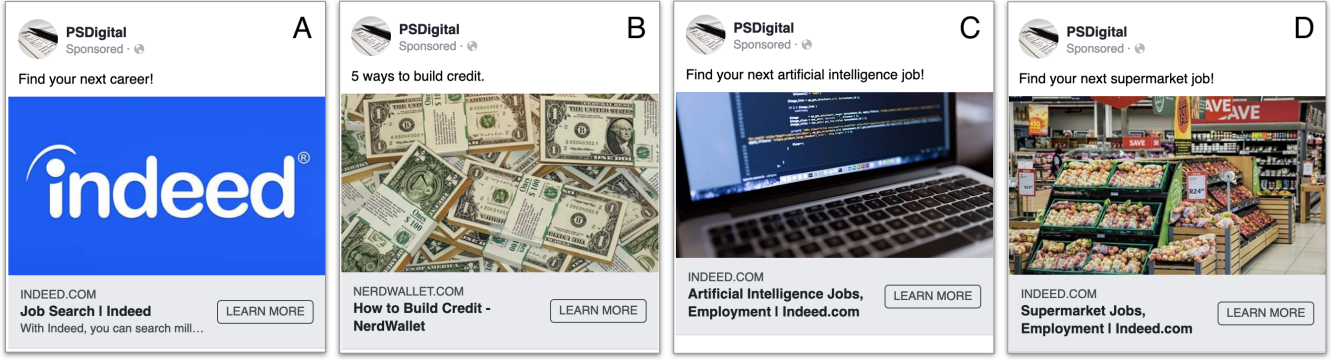 PSDigital
Sponsored ·
A
Find your next career!
indeed®
INDEED.COM
Job Search | Indeed
With Indeed, you can search mill...
LEARN MORE
PSDigital
Sponsored ·
B
5 ways to build credit.
NERDWALLET.COM
How to Build Credit -
NerdWallet
LEARN MORE
PSDigital
Sponsored ·
C
Find your next artificial intelligence job!
INDEED.COM
Artificial Intelligence Jobs,
Employment | Indeed.com
LEARN MORE
PSDigital
Sponsored ·
D
Find your next supermarket job!
AVE
SAVE
SAVE
R24
INDEED.COM
Supermarket Jobs,
Employment | Indeed.com
LEARN MORE